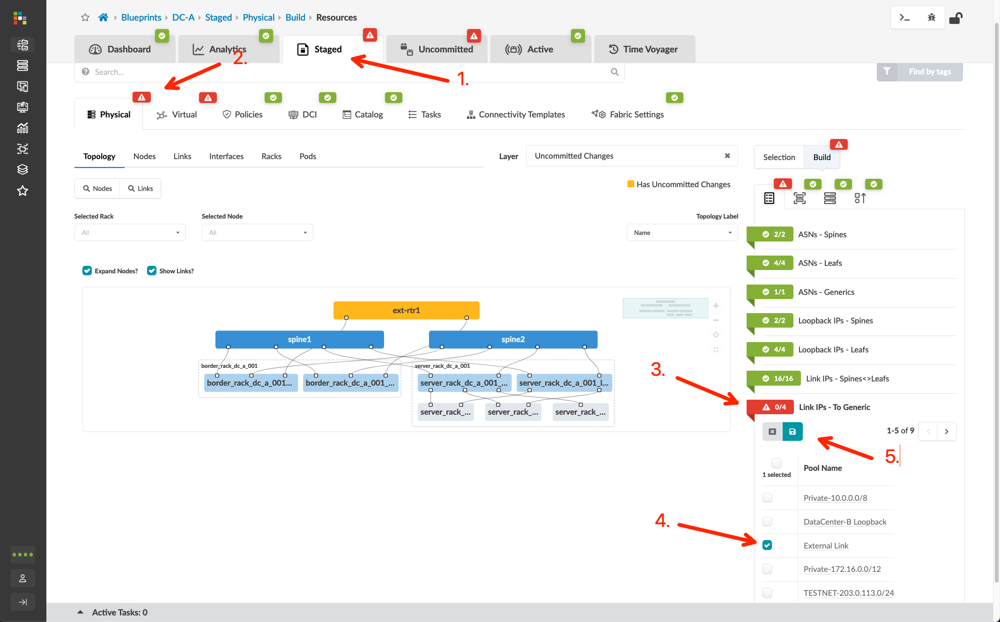 Blueprints DC-A Staged Physical Build Resources
Dashboard Analytics Staged Uncommitted Active Time Voyager
2.
Search...
1.
Find by tags
Physical Virtual Policies DCI Catalog Tasks Connectivity Templates Fabric Settings
Topology Nodes Links Interfaces Racks Pods
Layer Uncommitted Changes
Selection Build
Nodes Links
Has Uncommitted Changes
Selected Rack Selected Node Topology Label
All All Name
Expand Nodes? Show Links?
ext-rtr1
spine1 spine2
border_rack_dc_a_001 server_rack_dc_a_001
border_rack_dc_a_001... border_rack_dc_a_001_... server_rack_dc_a_001_... server_rack_dc_a_001_l...
server_rack_... server_rack_... server_rack_...
2/2 ASNs - Spines
4/4 ASNs - Leafs
1/1 ASNs - Generics
2/2 Loopback IPs - Spines
4/4 Loopback IPs - Leafs
16/16 Link IPs - Spines<>Leafs
3.
0/4 Link IPs - To Generic
1-5 of 9
5.
1 selected
Pool Name
Private-10.0.0.0/8
DataCenter-B Loopback
4.
External Link
Private-172.16.0.0/12
TESTNET-203.0.113.0/24
Active Tasks: 0